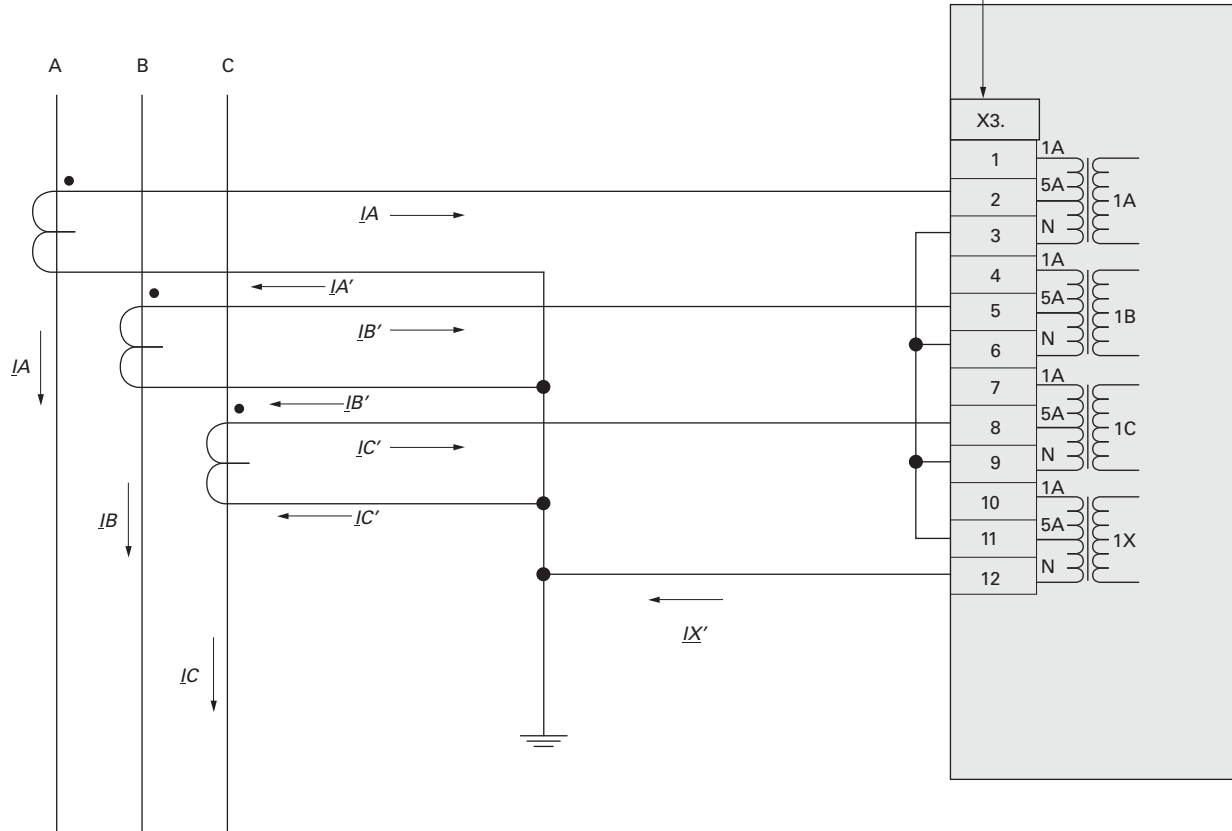 A B C
X3.
1 1A
2 5A 1A
3 N
4 1A
5 5A 1B
6 N
7 1A
8 5A 1C
9 N
10 1A
11 5A 1X
12 N
IA
IA′
IB′
IA
IB′
IC′
IB
IC′
IX′
IC